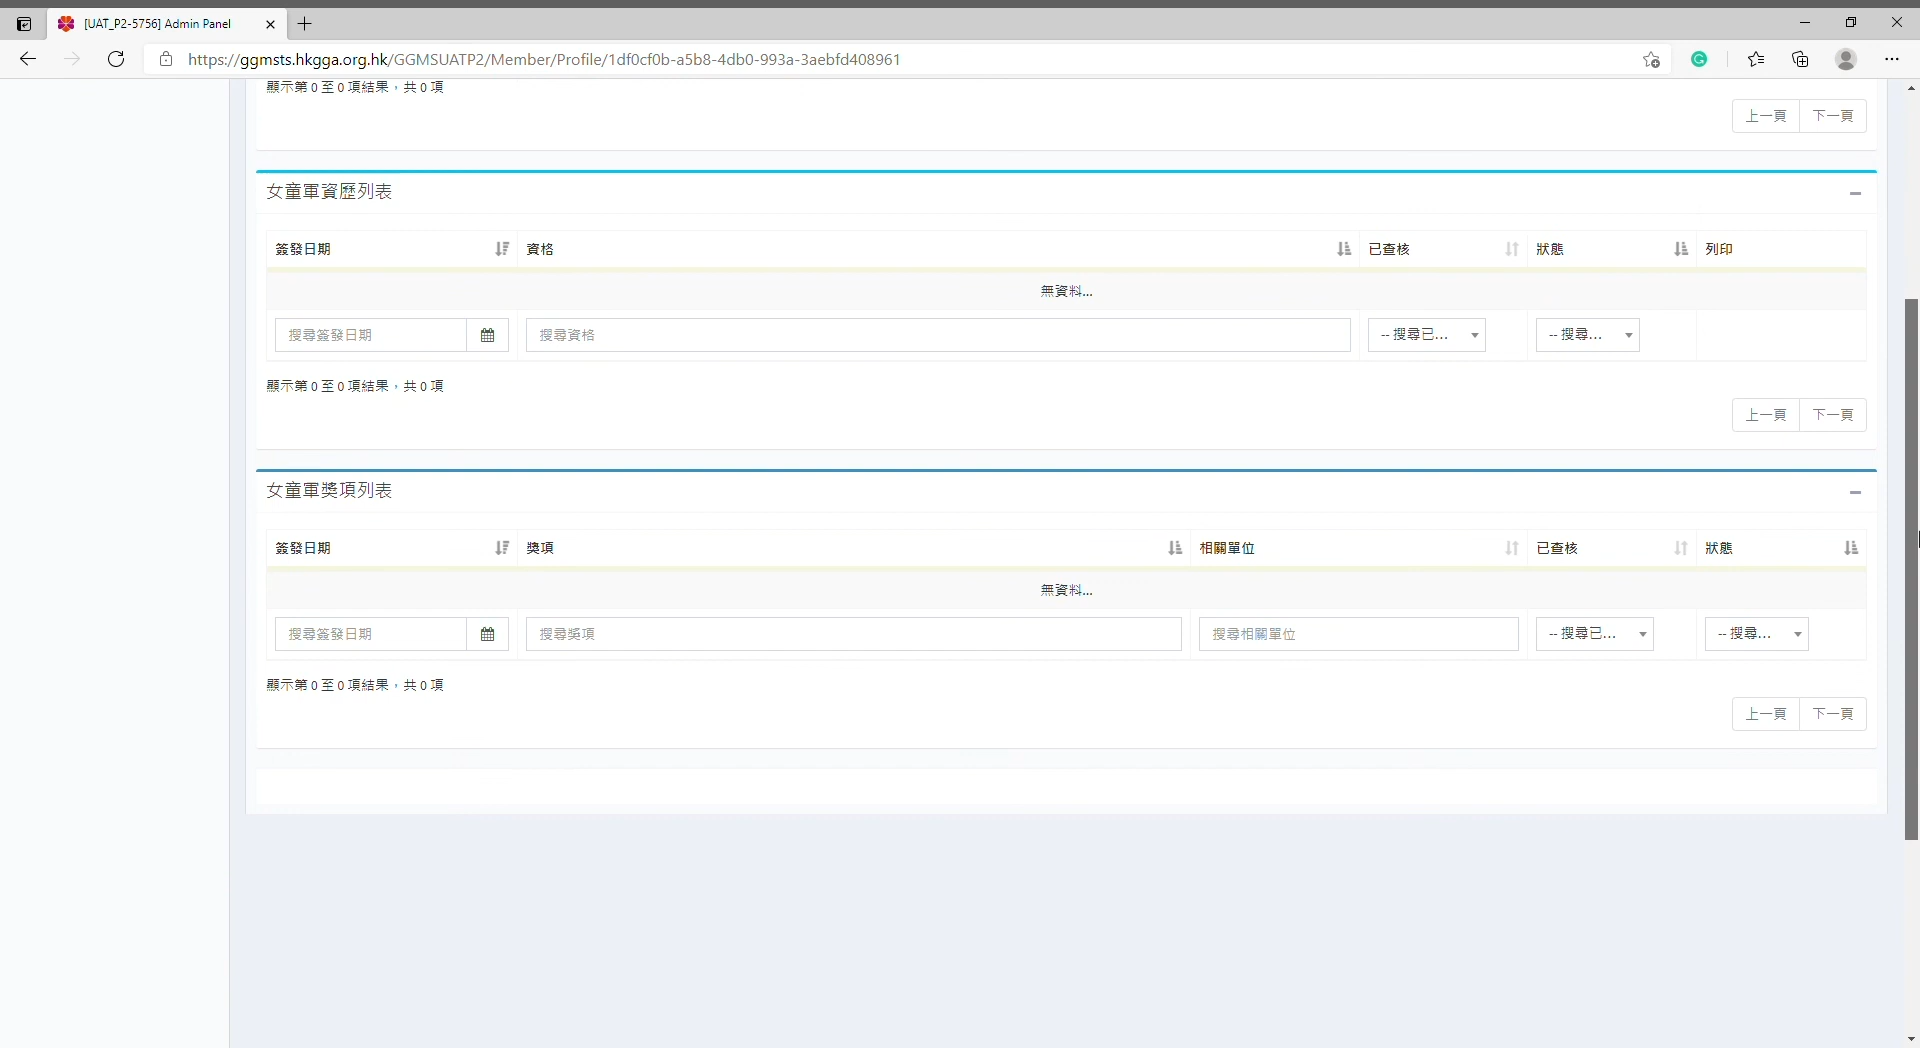 [UAT_P2-5756] Admin Panel
https://ggmsts.hkgga.org.hk/GGMSUATP2/Member/Profile/1df0cf0b-a5b8-4db0-993a-3aebfd408961
顯示第 0 至 0 項結果，共 0 項
上一頁 下一頁
女童軍資歷列表
簽發日期 資格 已查核 狀態 列印
無資料...
搜尋簽發日期 搜尋資格 -- 搜尋已... -- 搜尋...
顯示第 0 至 0 項結果，共 0 項
上一頁 下一頁
女童軍獎項列表
簽發日期 獎項 相關單位 已查核 狀態
無資料...
搜尋簽發日期 搜尋獎項 搜尋相關單位 -- 搜尋已... -- 搜尋...
顯示第 0 至 0 項結果，共 0 項
上一頁 下一頁